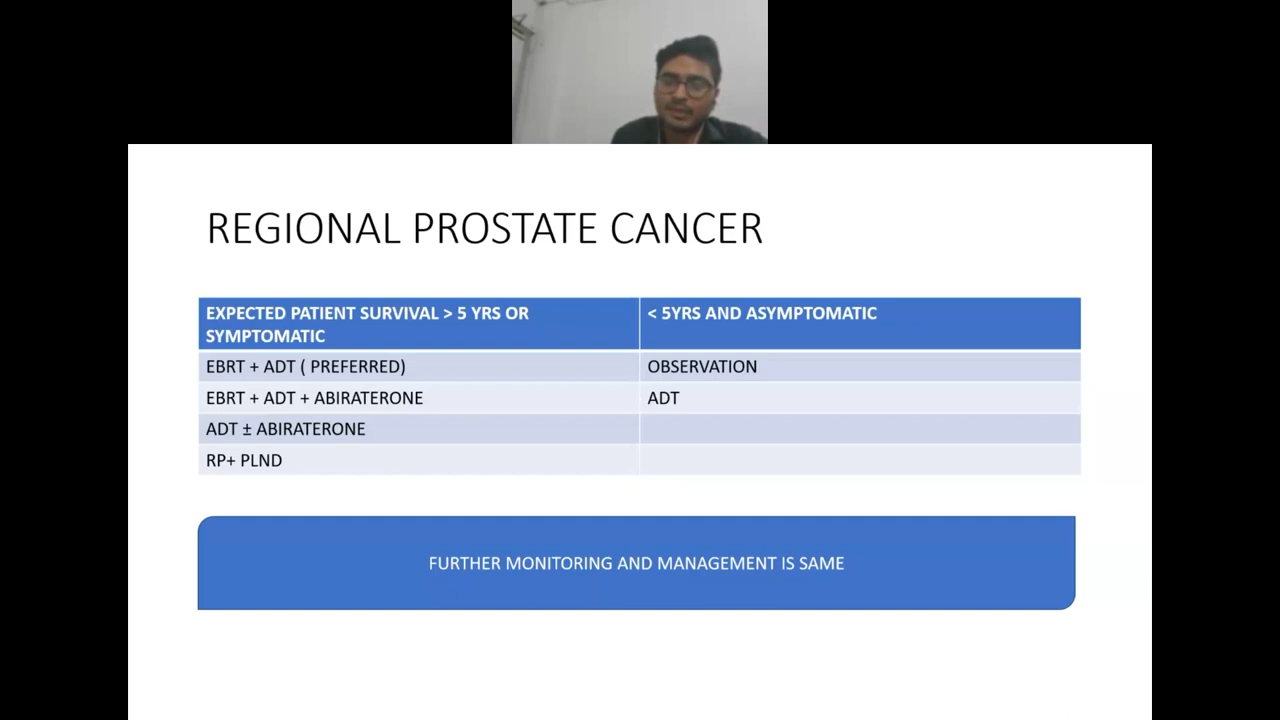 REGIONAL PROSTATE CANCER
EXPECTED PATIENT SURVIVAL > 5 YRS OR
SYMPTOMATIC
< 5YRS AND ASYMPTOMATIC
EBRT + ADT ( PREFERRED)
OBSERVATION
EBRT + ADT + ABIRATERONE
ADT
ADT ± ABIRATERONE
RP+ PLND
FURTHER MONITORING AND MANAGEMENT IS SAME